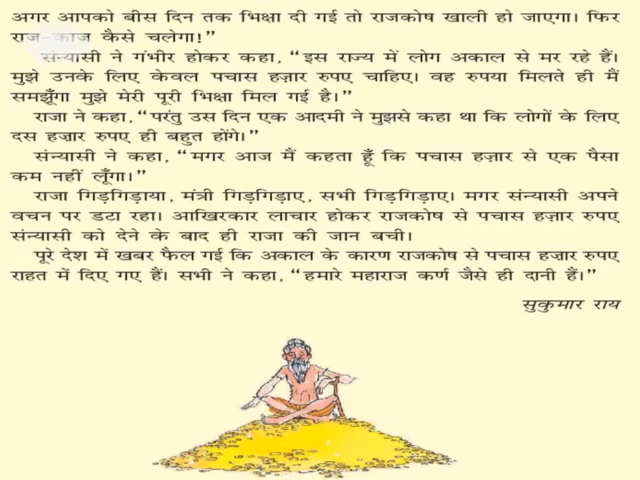 अगर आपको बीस दिन तक भिक्षा दी गई तो राजकोष खाली हो जाएगा। फिर
राज-काज कैसे चलेगा!”
संन्यासी ने गंभीर होकर कहा, “इस राज्य में लोग अकाल से मर रहे हैं।
मुझे उनके लिए केवल पचास हज़ार रुपए चाहिए। वह रुपया मिलते ही मैं
समझूँगा मुझे मेरी पूरी भिक्षा मिल गई है।”
राजा ने कहा, “परंतु उस दिन एक आदमी ने मुझसे कहा था कि लोगों के लिए
दस हज़ार रुपए ही बहुत होंगे।”
संन्यासी ने कहा, “मगर आज मैं कहता हूँ कि पचास हज़ार से एक पैसा
कम नहीं लूँगा।”
राजा गिड़गिड़ाया, मंत्री गिड़गिड़ाए, सभी गिड़गिड़ाए। मगर संन्यासी अपने
वचन पर डटा रहा। आखिरकार लाचार होकर राजकोष से पचास हज़ार रुपए
संन्यासी को देने के बाद ही राजा की जान बची।
पूरे देश में खबर फैल गई कि अकाल के कारण राजकोष से पचास हज़ार रुपए
राहत में दिए गए हैं। सभी ने कहा, “हमारे महाराज कर्ण जैसे ही दानी हैं।”
सुकुमार राय